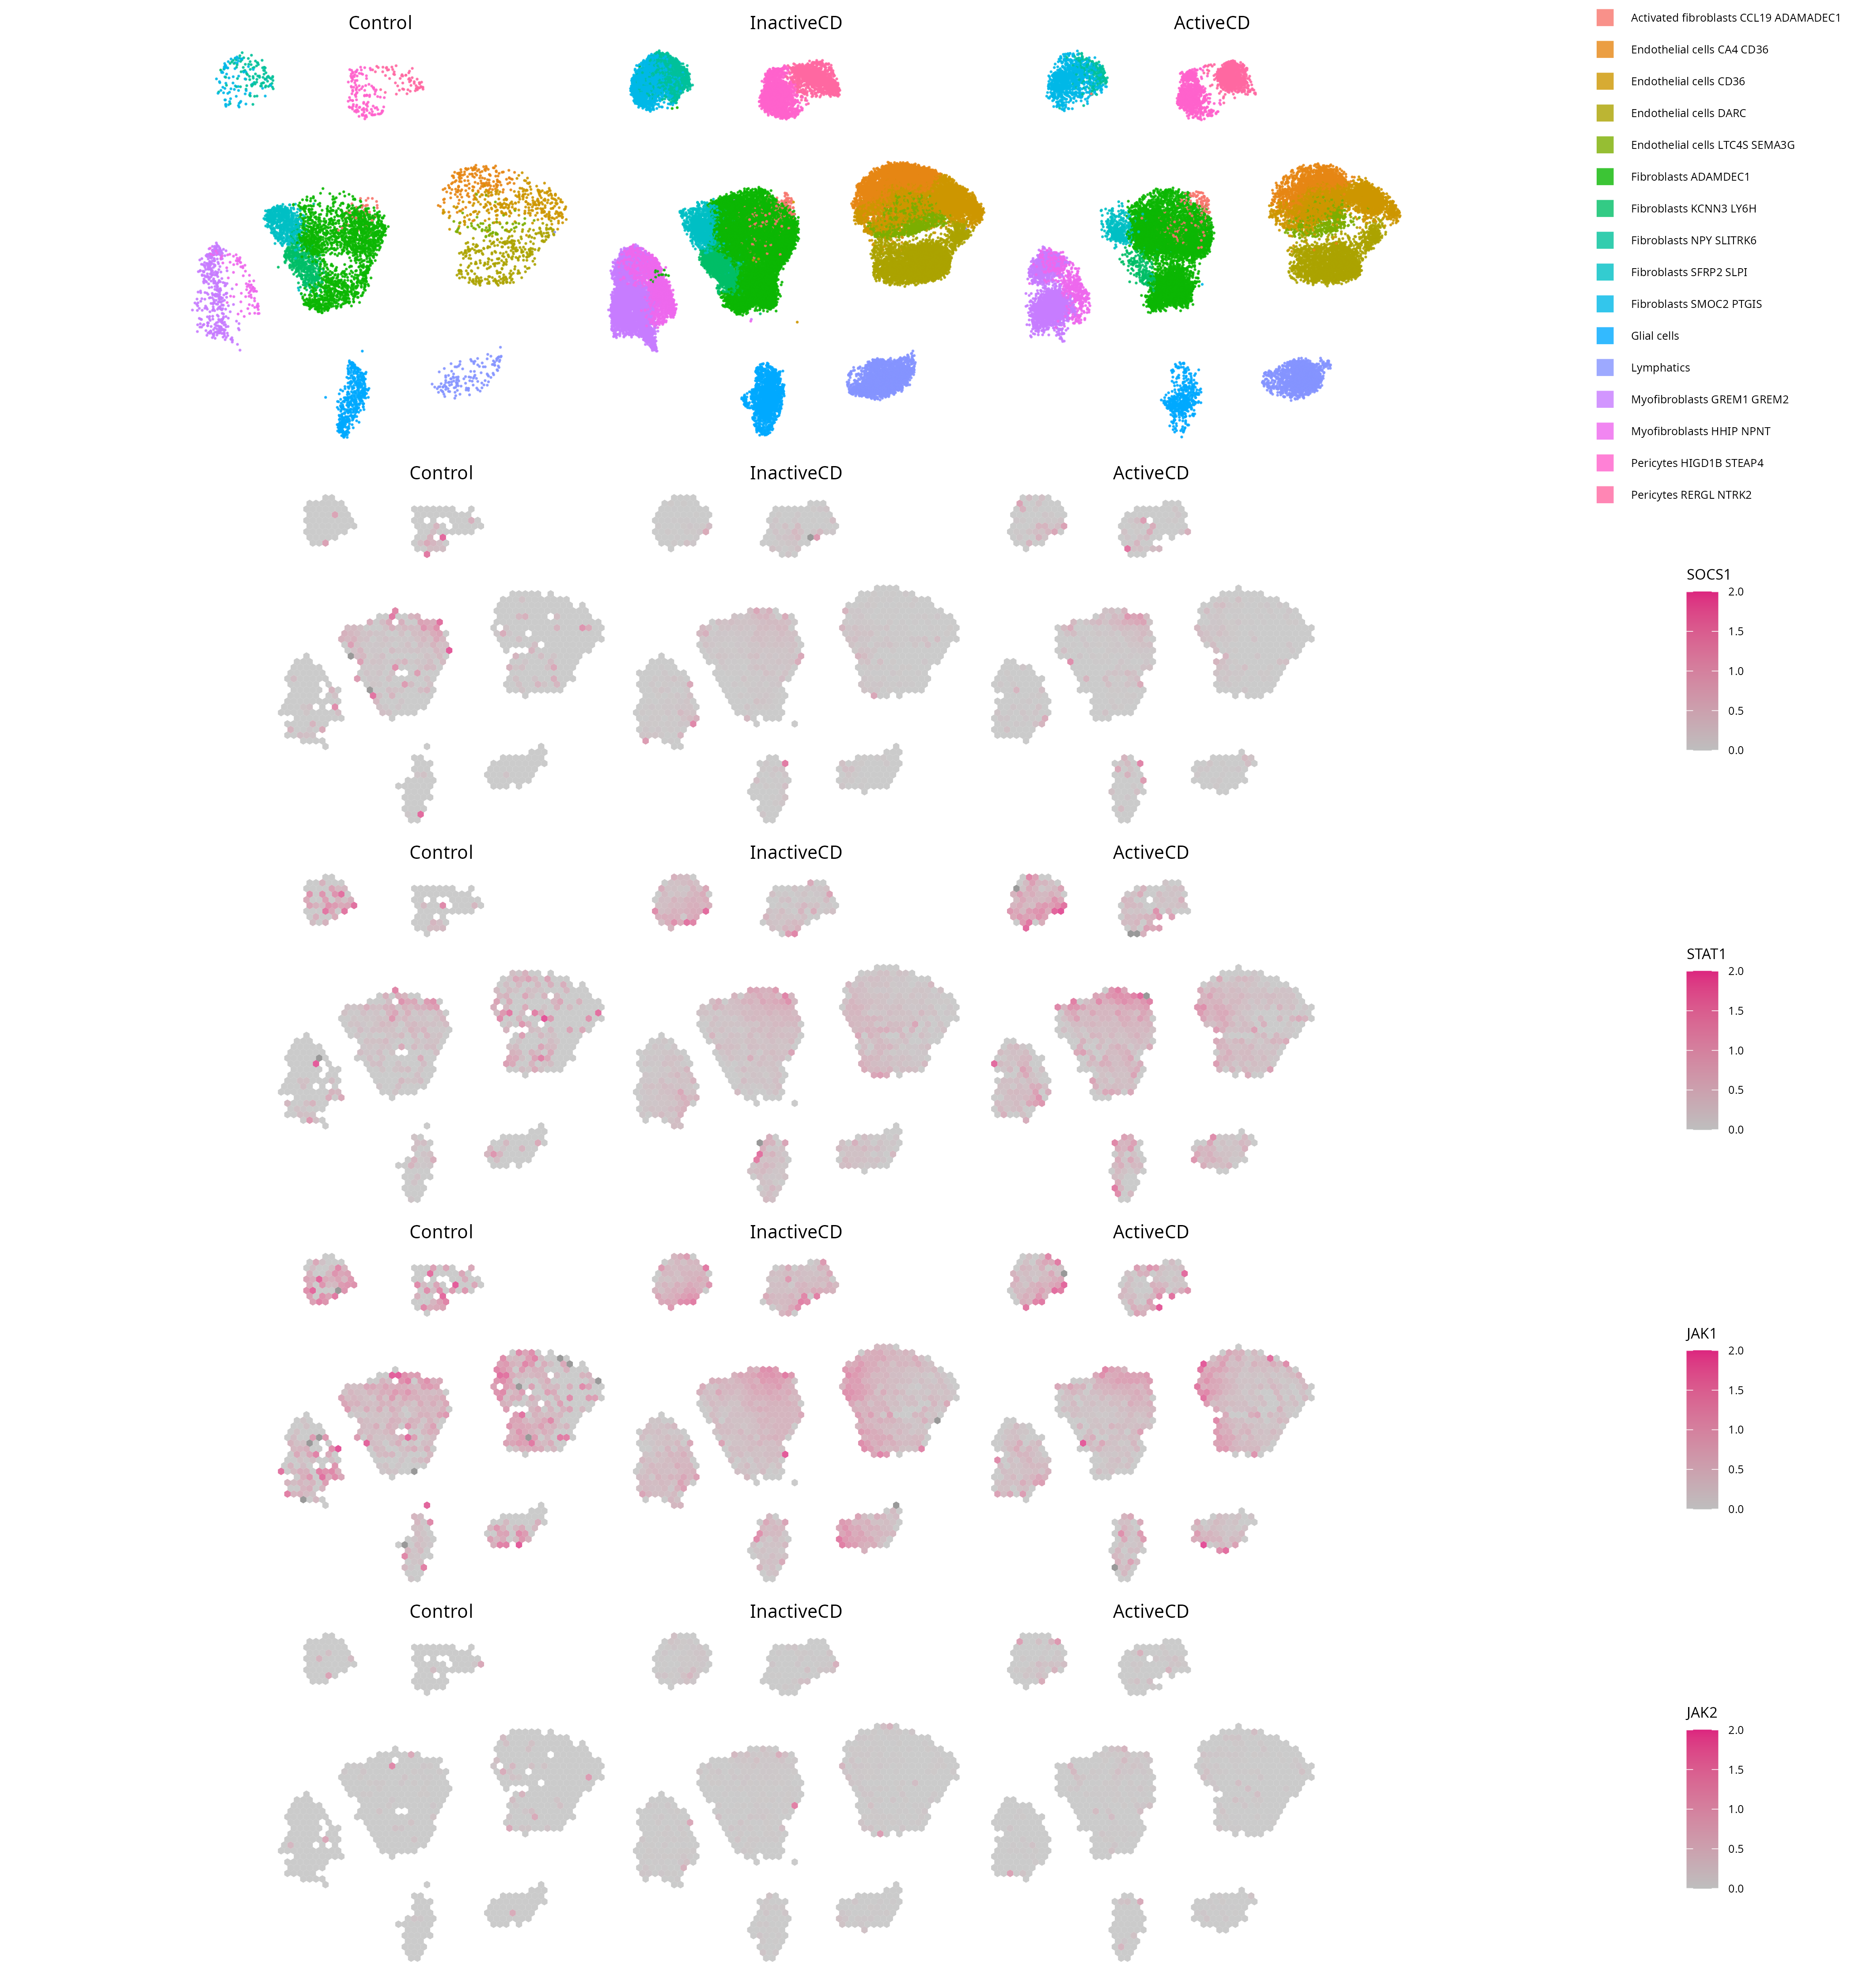 Control
InactiveCD
ActiveCD
Activated fibroblasts CCL19 ADAMADEC1
Endothelial cells CA4 CD36
Endothelial cells CD36
Endothelial cells DARC
Endothelial cells LTC4S SEMA3G
Fibroblasts ADAMDEC1
Fibroblasts KCNN3 LY6H
Fibroblasts NPY SLITRK6
Fibroblasts SFRP2 SLPI
Fibroblasts SMOC2 PTGIS
Glial cells
Lymphatics
Myofibroblasts GREM1 GREM2
Myofibroblasts HHIP NPNT
Pericytes HIGD1B STEAP4
Pericytes RERGL NTRK2
Control
InactiveCD
ActiveCD
SOCS1
2.0
1.5
1.0
0.5
0.0
Control
InactiveCD
ActiveCD
STAT1
2.0
1.5
1.0
0.5
0.0
Control
InactiveCD
ActiveCD
JAK1
2.0
1.5
1.0
0.5
0.0
Control
InactiveCD
ActiveCD
JAK2
2.0
1.5
1.0
0.5
0.0